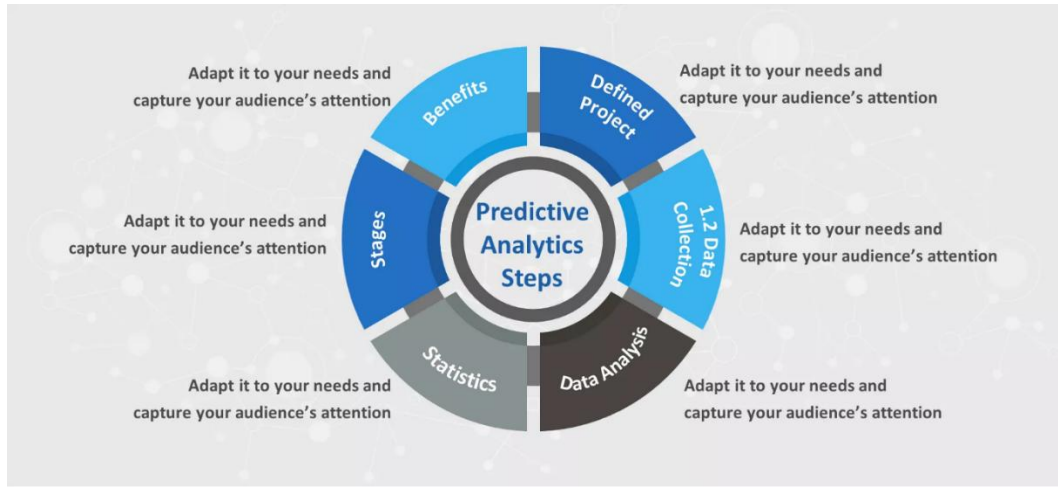 Predictive
Analytics
Steps
Defined
Project
Adapt it to your needs and
capture your audience's attention
1.2 Data
Collection
Adapt it to your needs and
capture your audience's attention
Data Analysis
Adapt it to your needs and
capture your audience's attention
Statistics
Adapt it to your needs and
capture your audience's attention
Stages
Adapt it to your needs and
capture your audience's attention
Benefits
Adapt it to your needs and
capture your audience's attention